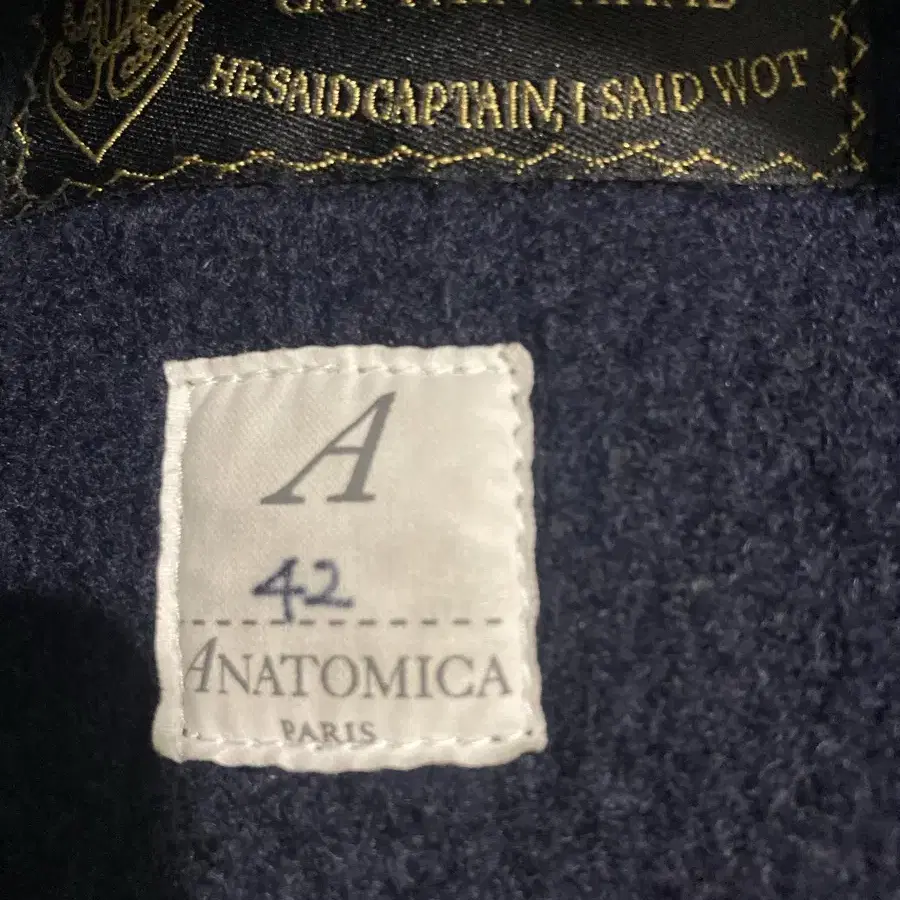 HE SAID CAPTAIN, I SAID WOT
A
42
ANATOMICA
PARIS